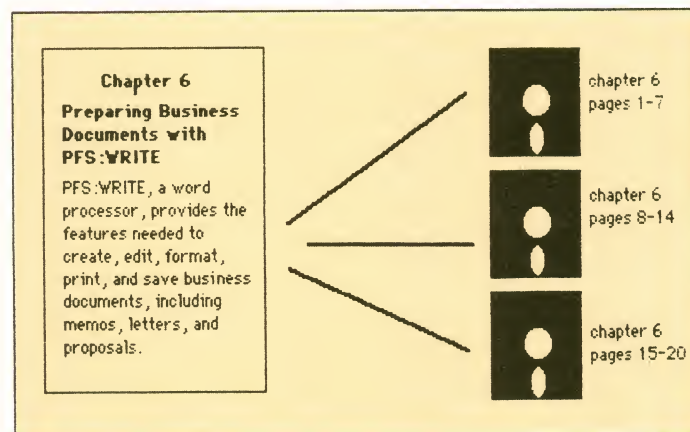 Chapter 6
Preparing Business
Documents with
PFS:WRITE
PFS:WRITE, a word
processor, provides the
features needed to
create, edit, format,
print, and save business
documents, including
memos, letters, and
proposals.
chapter 6
pages 1-7
chapter 6
pages 8-14
chapter 6
pages 15-20